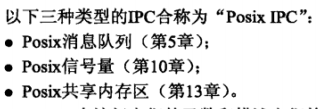 以下三种类型的IPC合称为“Posix IPC”:
● Posix消息队列（第5章）;
● Posix信号量（第10章）;
● Posix共享内存区（第13章）。